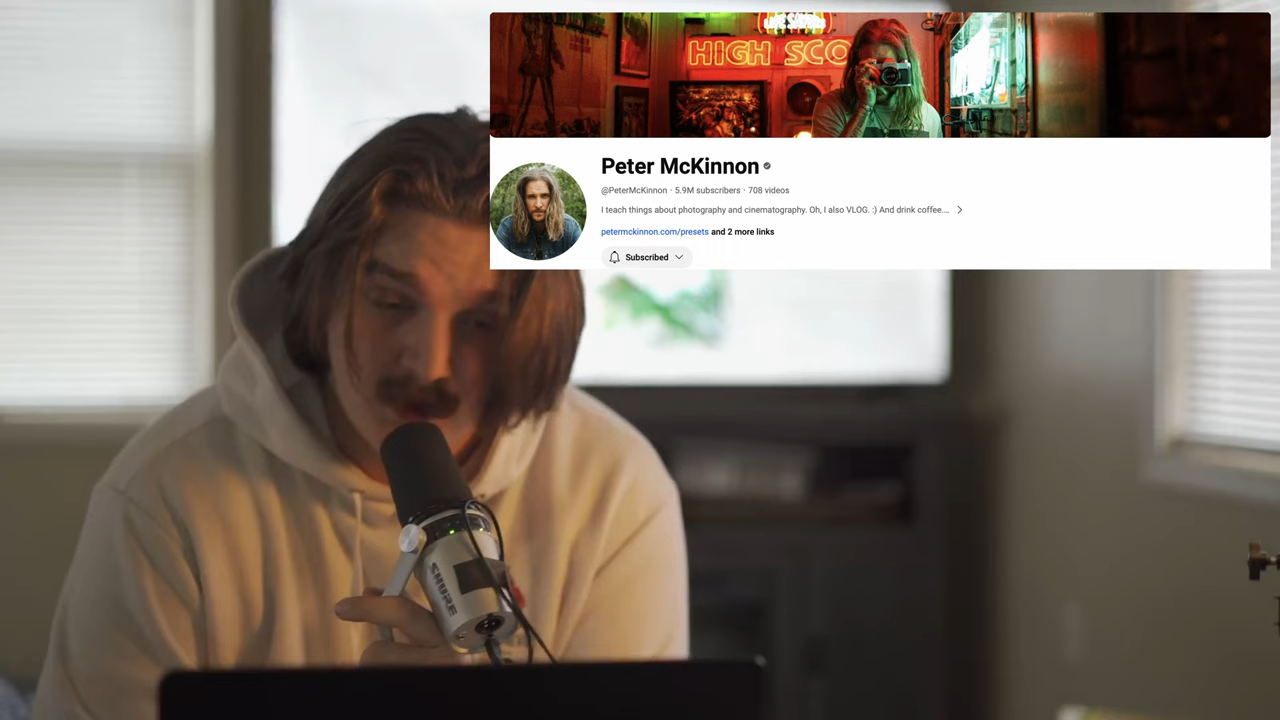 HIGH SCO
Peter McKinnon
@PeterMcKinnon · 5.9M subscribers · 708 videos
I teach things about photography and cinematography. Oh, I also VLOG. :) And drink coffee....
petermckinnon.com/presets and 2 more links
Subscribed
SHURE